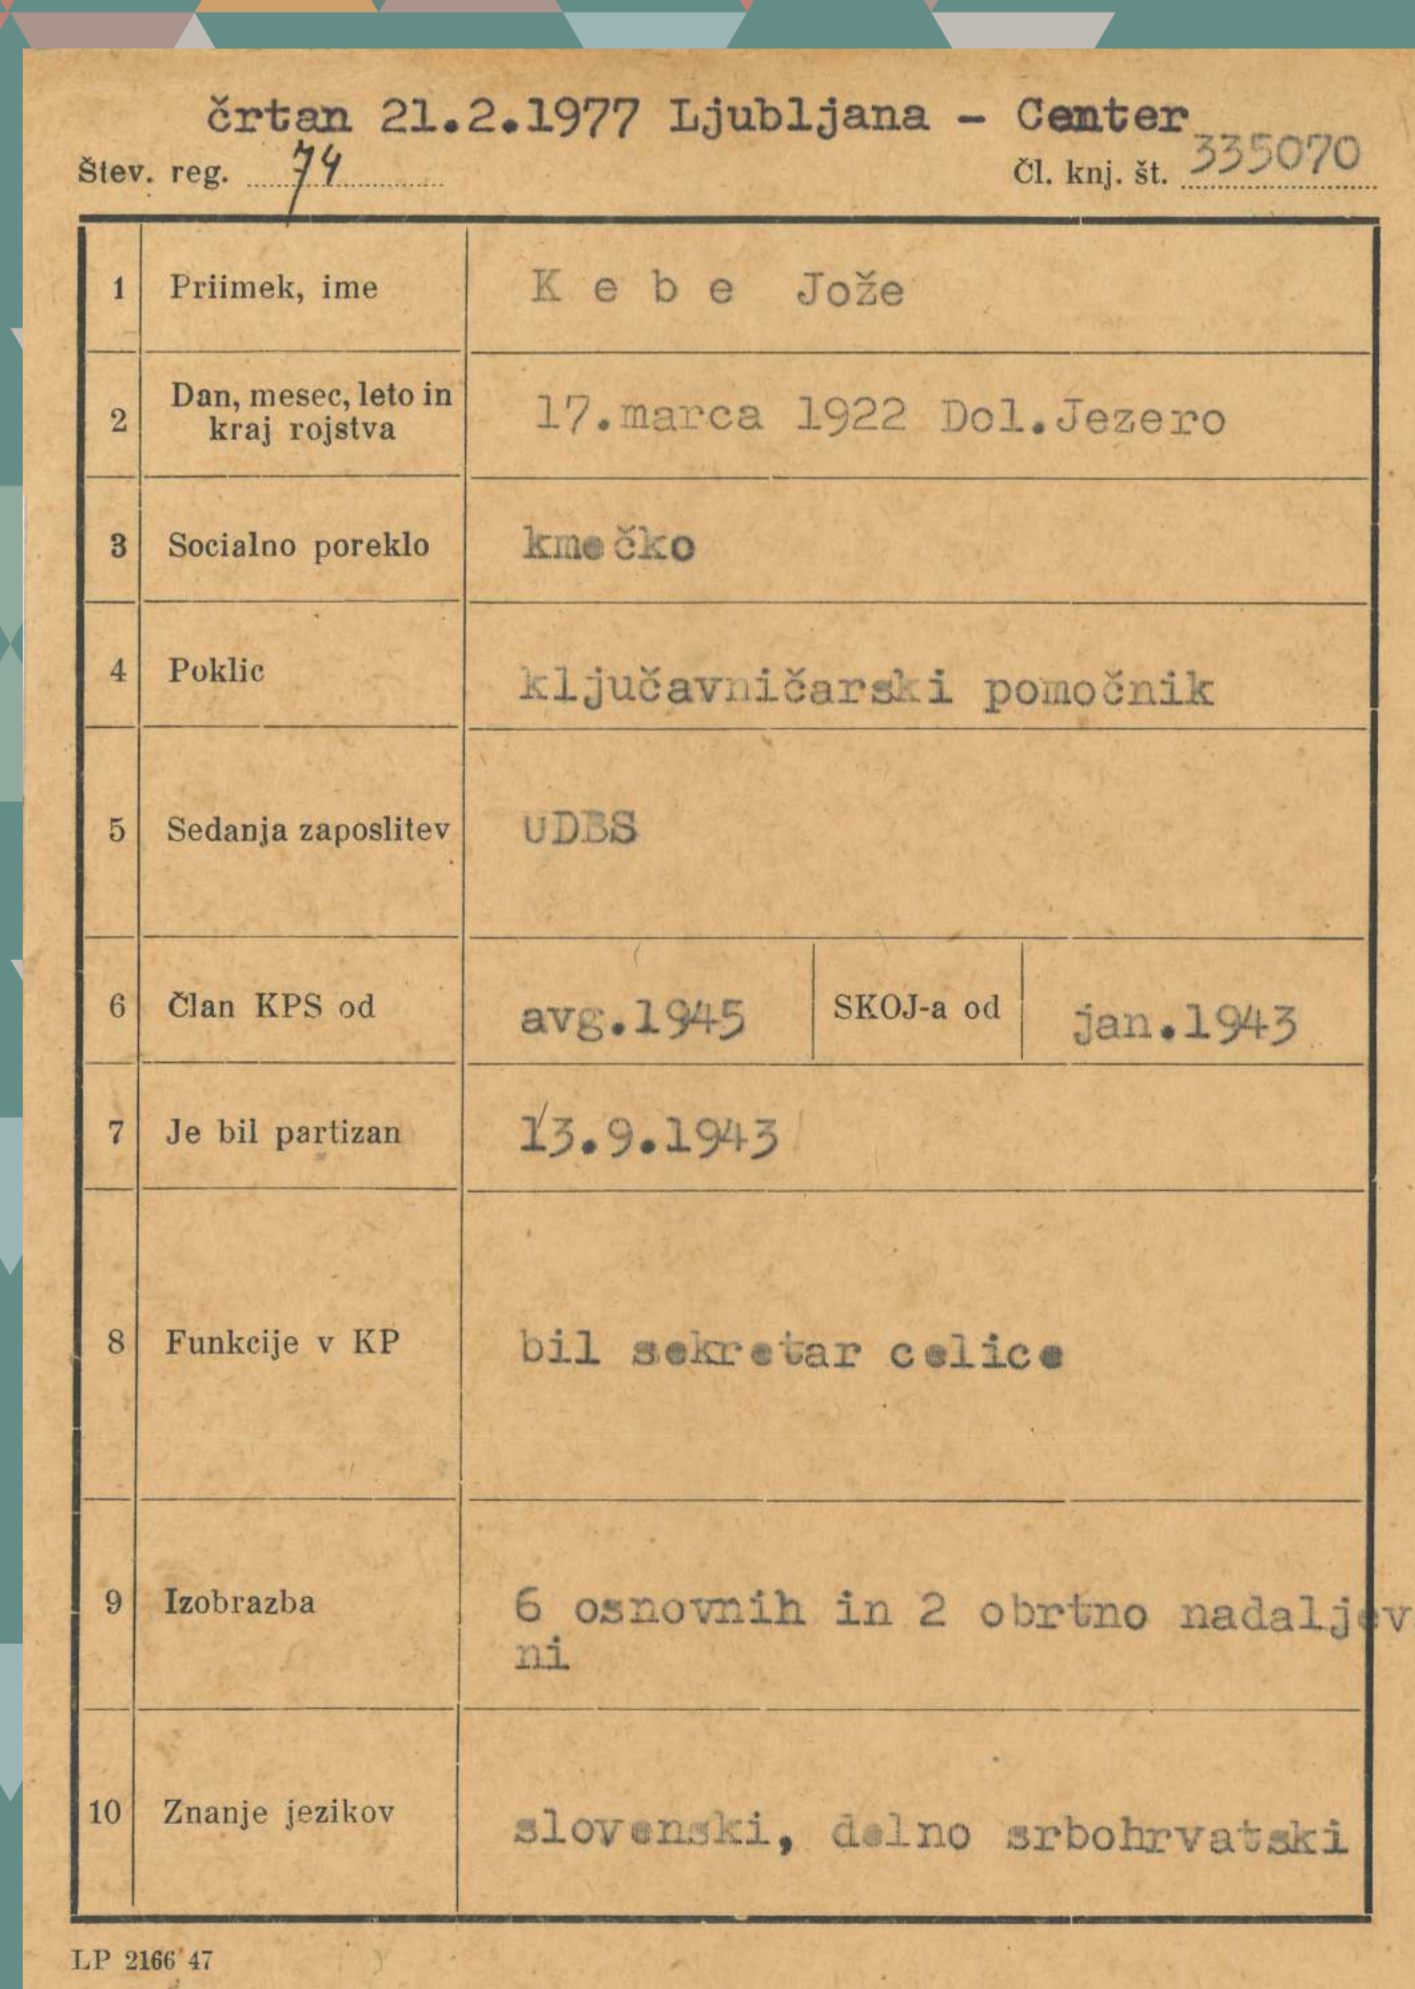 črtan 21.2.1977 Ljubljana - Center
Štev. reg. 74
Čl. knj. št. 335070
1 Priimek, ime K e b e Jože
2 Dan, mesec, leto in
kraj rojstva 17.marca 1922 Dol.Jezero
3 Socialno poreklo kmečko
4 Poklic ključavničarski pomočnik
5 Sedanja zaposlitev UDBS
6 Član KPS od avg.1945 SKOJ-a od jan.1943
7 Je bil partizan 13.9.1943
8 Funkcije v KP bil sekretar celice
9 Izobrazba 6 osnovnih in 2 obrtno nadaljev
ni
10 Znanje jezikov slovenski, delno srbohrvatski
LP 2166 47